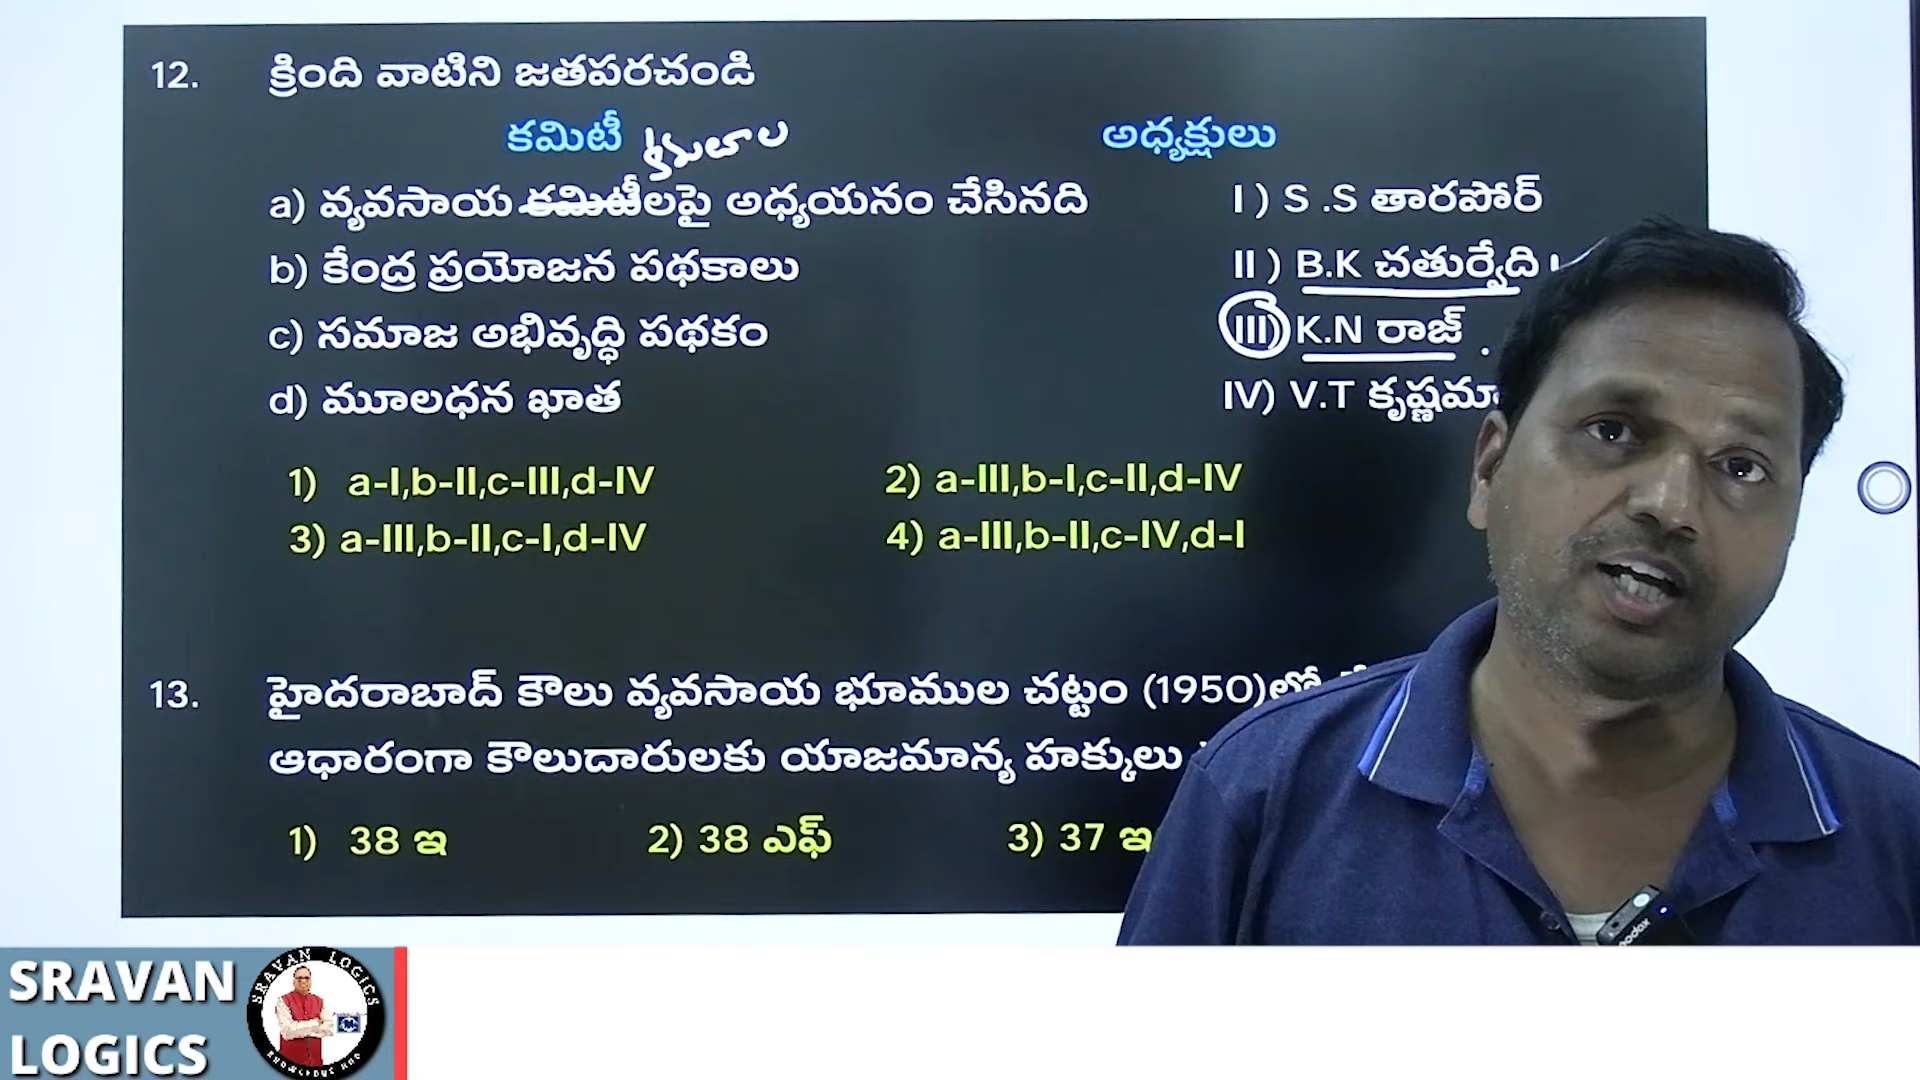 12. క్రింది వాటిని జతపరచండి
కమిటీ అధ్యక్షులు
a) వ్యవసాయ కమిటీలపై అధ్యయనం చేసినది I ) S .S తారపోర్
b) కేంద్ర ప్రయోజన పథకాలు II ) B.K చతుర్వేది
c) సమాజ అభివృద్ధి పథకం III) K.N రాజ్
d) మూలధన ఖాత IV) V.T కృష్ణమా
1) a-I,b-II,c-III,d-IV 2) a-III,b-I,c-II,d-IV
3) a-III,b-II,c-I,d-IV 4) a-III,b-II,c-IV,d-I
13. హైదరాబాద్ కౌలు వ్యవసాయ భూముల చట్టం (1950)లో
ఆధారంగా కౌలుదారులకు యాజమాన్య హక్కులు
1) 38 ఇ 2) 38 ఎఫ్ 3) 37 ఇ
SRAVAN
LOGICS
SRAVAN LOGICS
godox